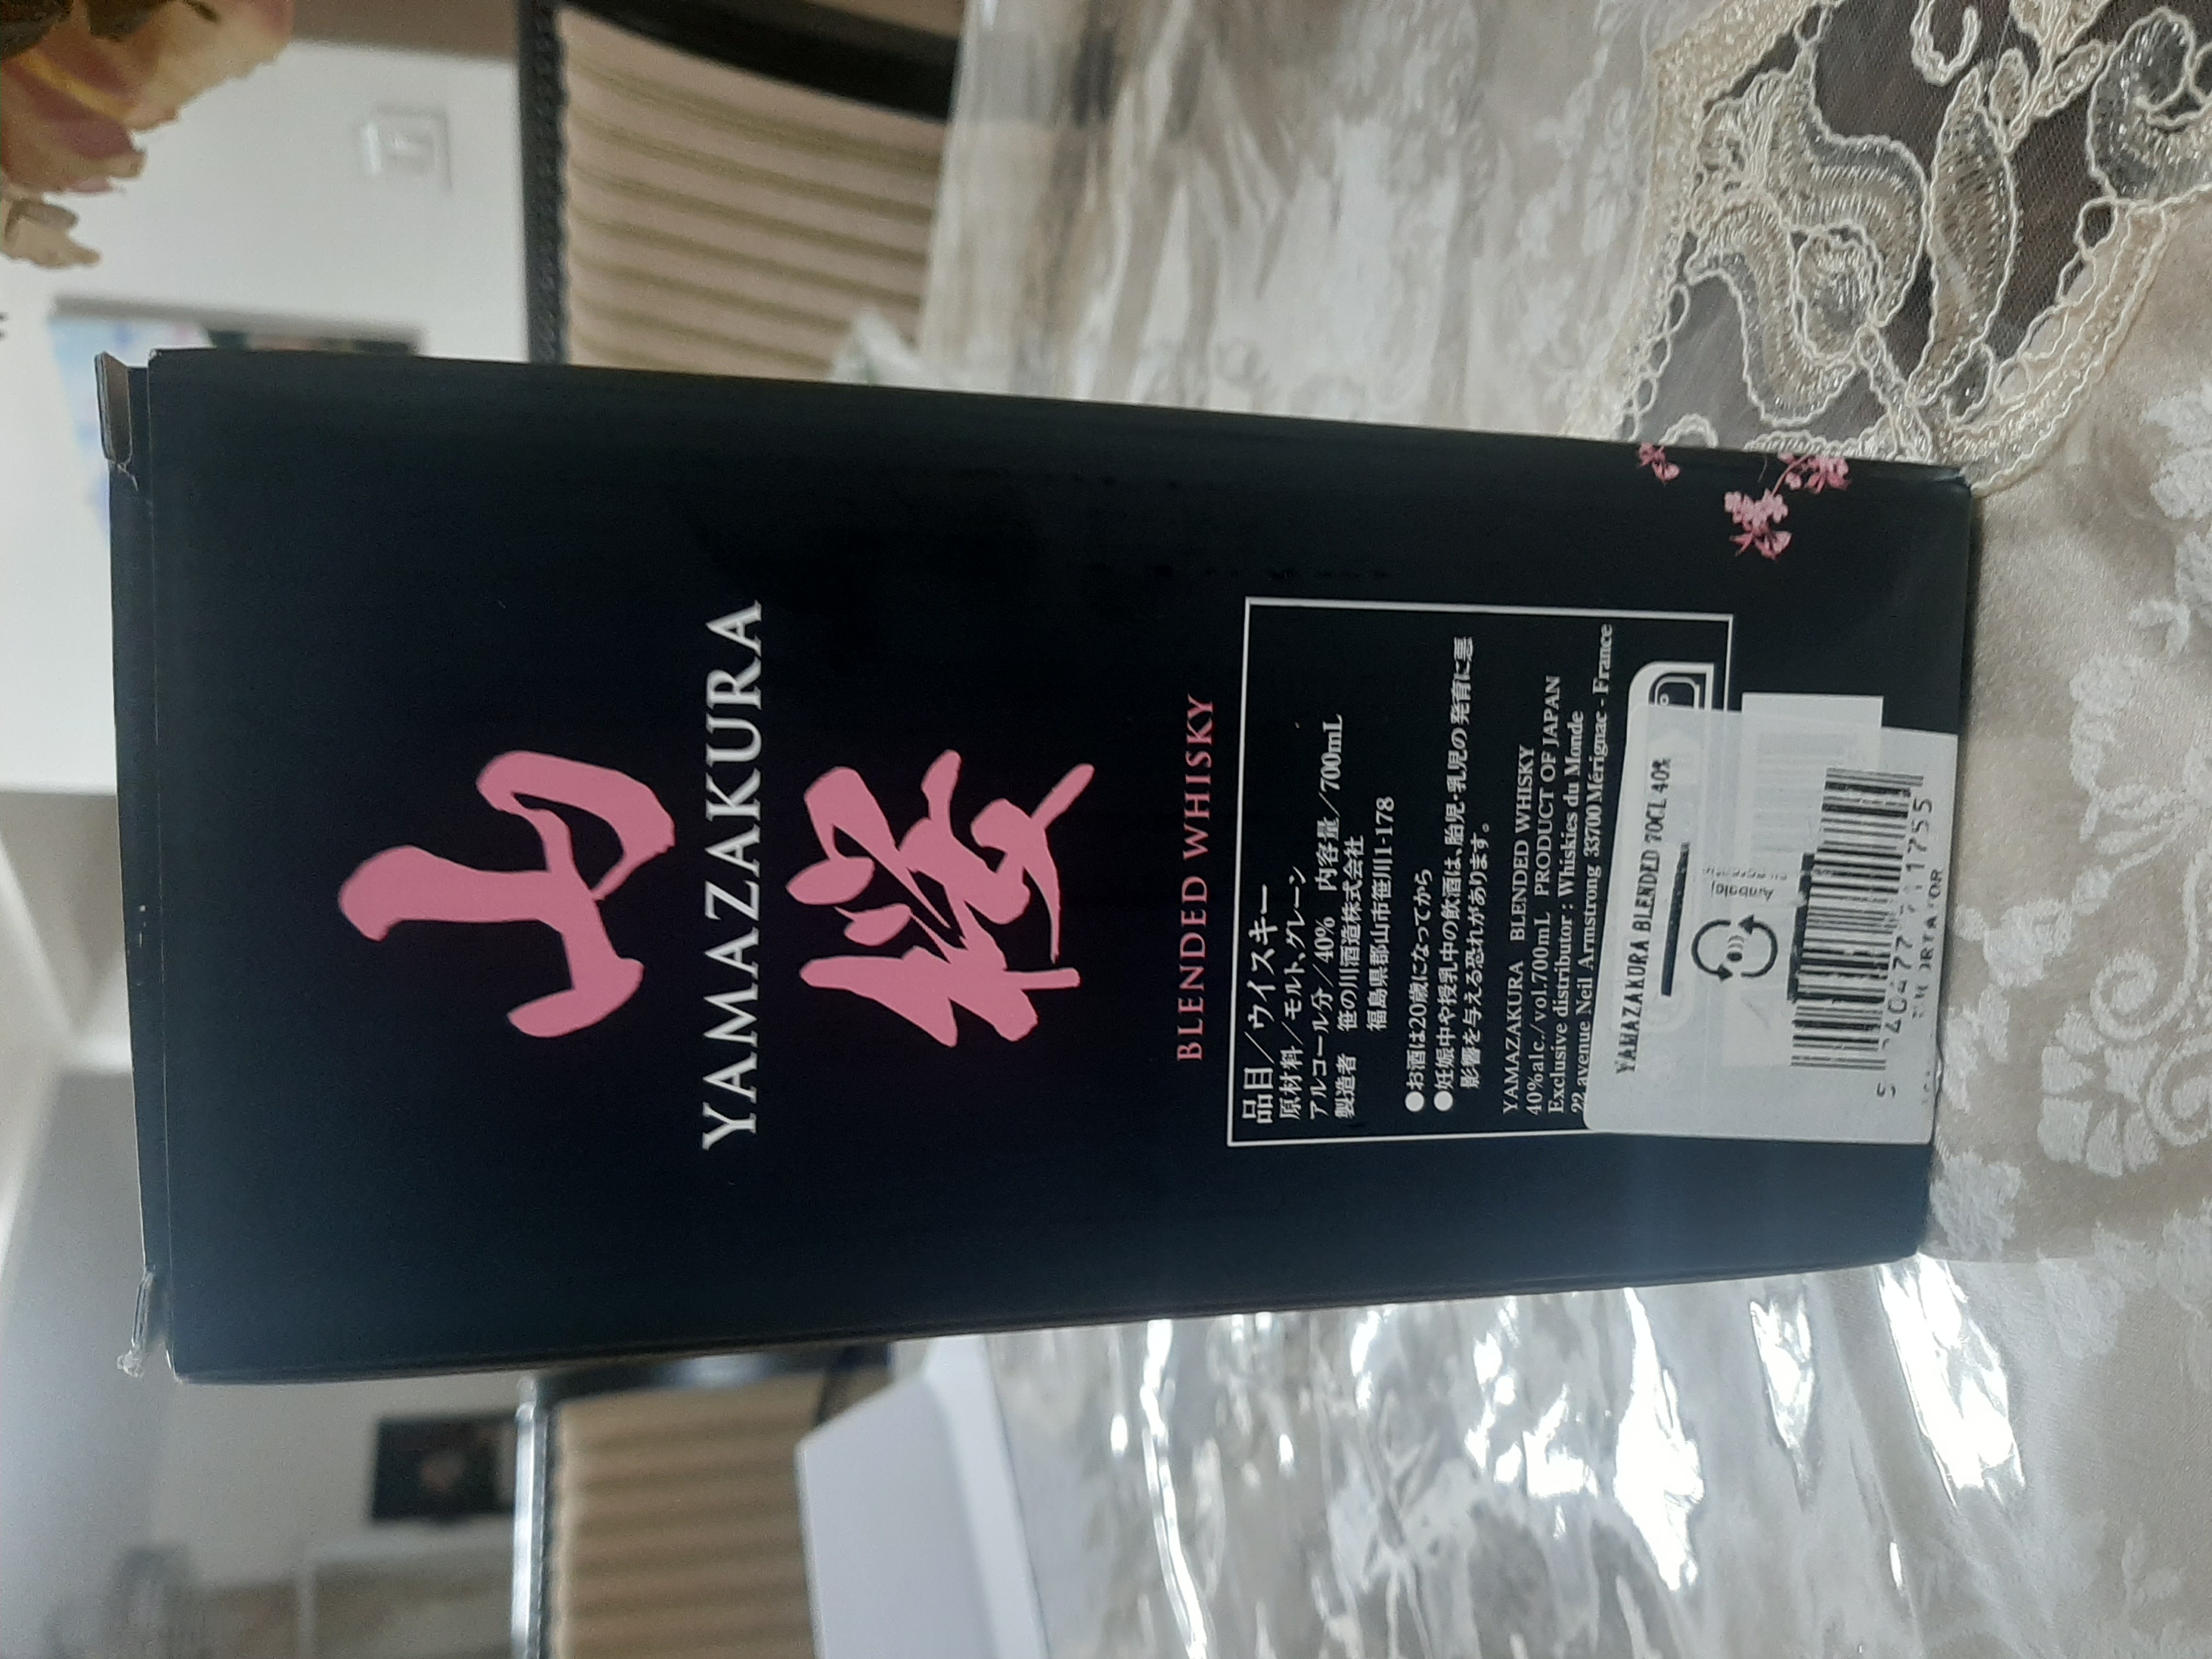 山
YAMAZAKURA
桜
BLENDED WHISKY
品目/ウイスキー
原材料/モルト、グレーン
アルコール分/40% 内容量/700mL
製造者 笹の川酒造株式会社
福島県郡山市笹川1-178
●お酒は20歳になってから
●妊娠中や授乳中の飲酒は、胎児・乳児の発育に悪
影響を与える恐れがあります。
YAMAZAKURA BLENDED WHISKY
40%alc./vol.700mL PRODUCT OF JAPAN
Exclusive distributor : Whiskies du Monde
22 avenue Neil Armstrong 33700 Mérignac - France
YAMAZAKURA BLENDED 70CL 40%